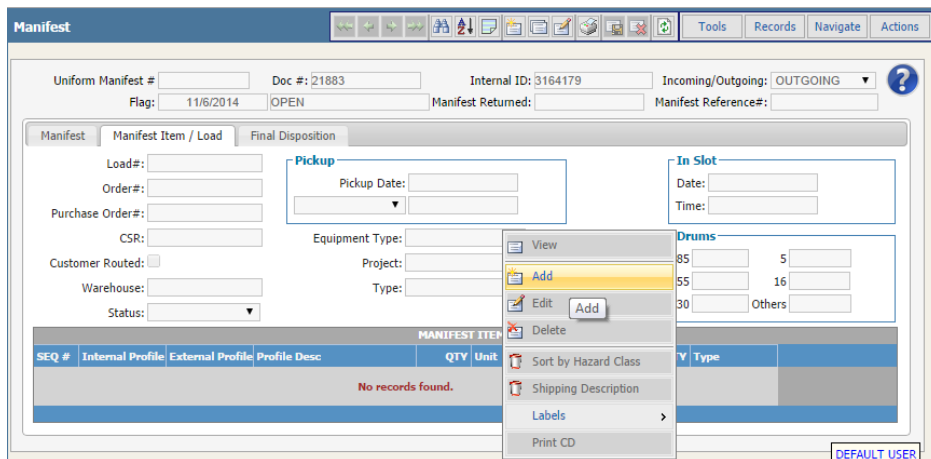 Manifest Tools Records Navigate Actions
Uniform Manifest # Doc #: 21883 Internal ID: 3164179 Incoming/Outgoing: OUTGOING
Flag: 11/6/2014 OPEN Manifest Returned: Manifest Reference#:
Manifest Manifest Item / Load Final Disposition
Load#: Pickup In Slot
Pickup Date: Date:
Order#:
Time:
Purchase Order#:
CSR: Equipment Type: Drums
View
Customer Routed: Project: 85 5
Add
Warehouse: Type: 55 16
Edit Add
Status: 30 Others
Delete
MANIFEST ITEM
SEQ # Internal Profile External Profile Profile Desc QTY Unit Type
Sort by Hazard Class
No records found.
Shipping Description
Labels
Print CD
DEFAULT USER